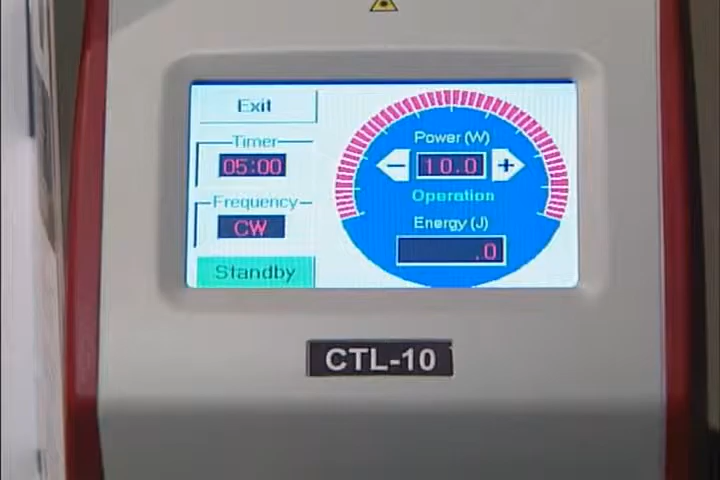 Exit
Timer
05:00
Frequency
CW
Standby
Power (W)
− 10.0 +
Operation
Energy (J)
.0
CTL-10